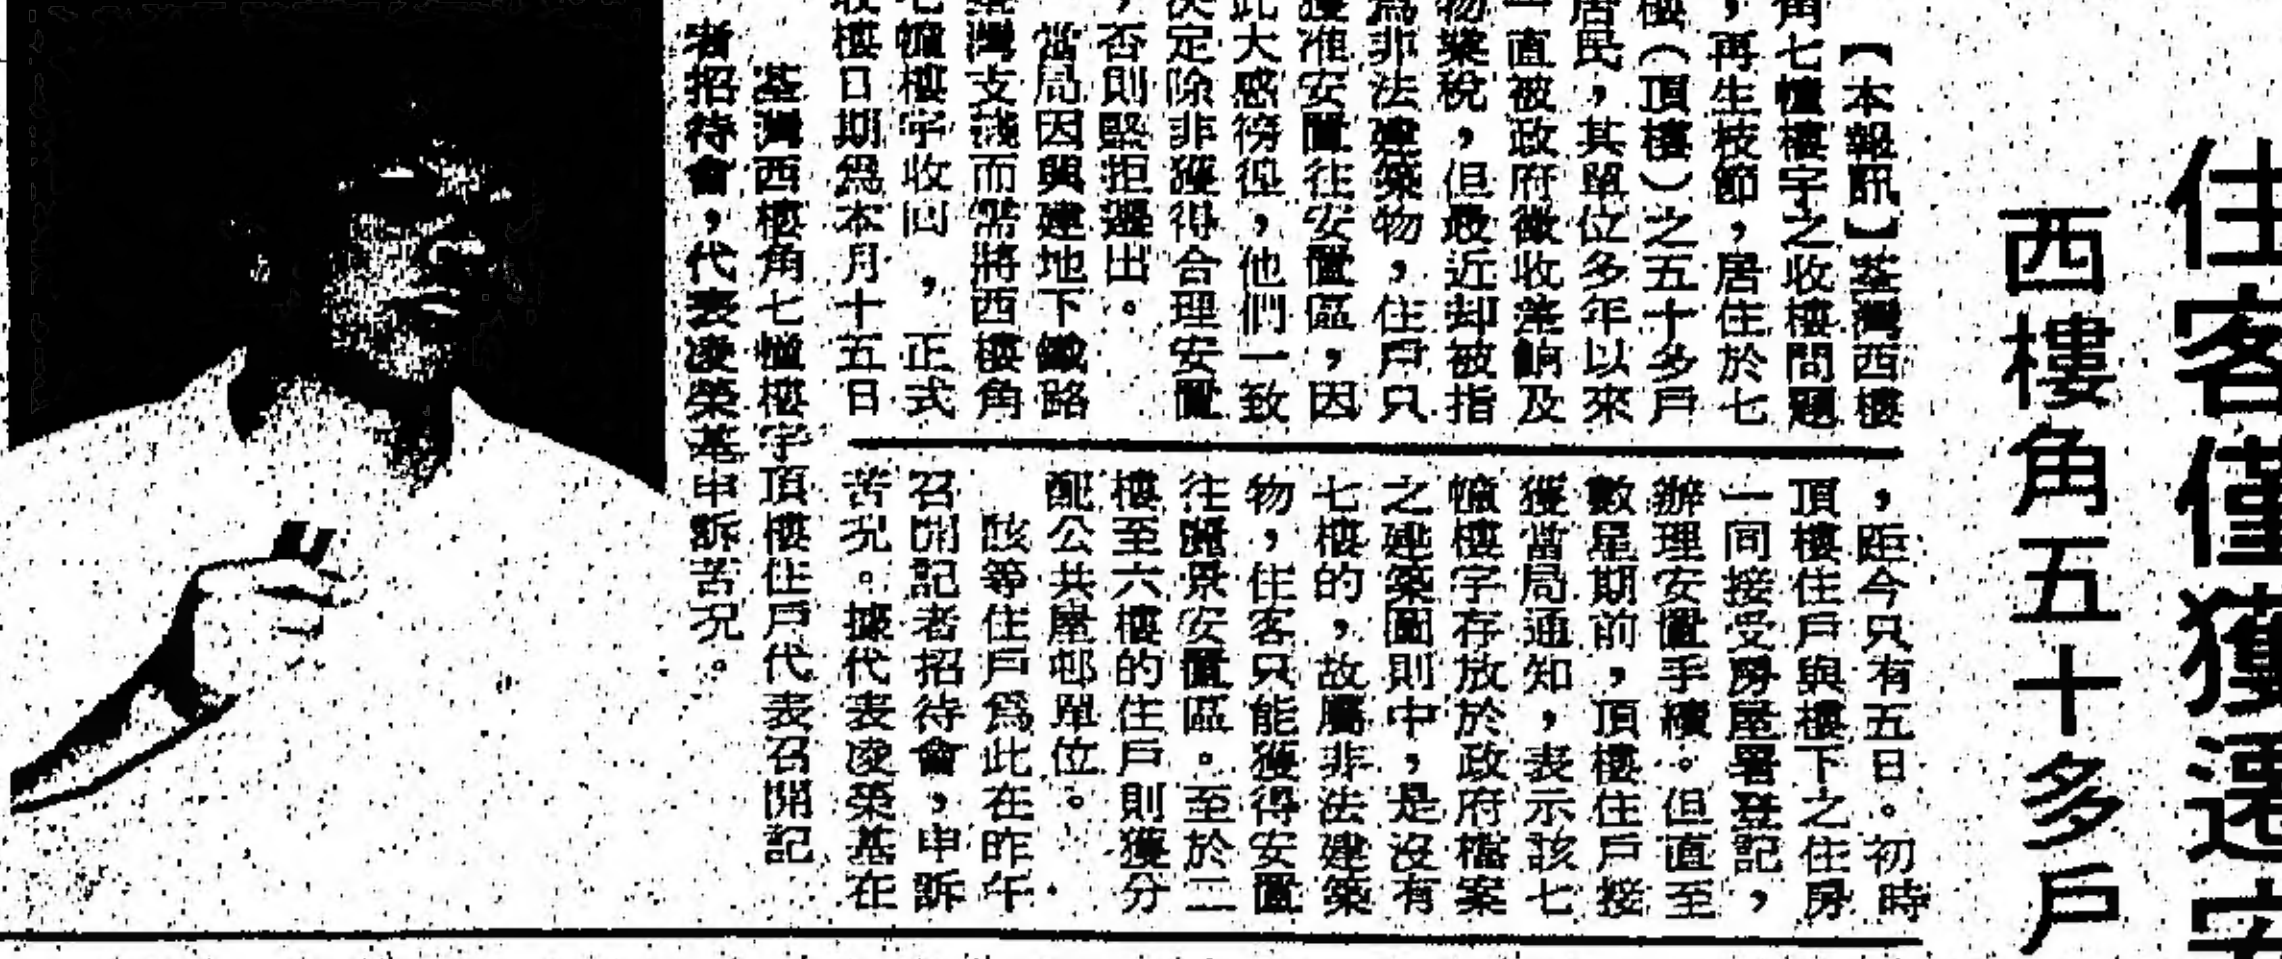 住客僅獲遷安
西樓角五十多戶
【本報訊】荃灣西樓
角七幢樓宇之收樓問題
，再生枝節，居住於七
樓（頂樓）之五十多戶
居民，其單位多年以來
一直被政府徵收差餉及
物業稅，但最近却被指
為非法建築物，住戶只
獲准安置往安置區，因
此大感徬徨，他們一致
決定除非獲得合理安置
，否則堅拒遷出。
當局因興建地下鐵路
荃灣支綫而需將西樓角
七幢樓宇收回，正式
收樓日期為本月十五日
，距今只有五日。初時
頂樓住戶與樓下之住房
一同接受房屋署登記，
辦理安置手續。但直至
數星期前，頂樓住戶接
獲當局通知，表示該七
幢樓宇存放於政府檔案
之建築圖則中，是沒有
七樓的，故屬非法建築
物，住客只能獲得安置
往景安置區。至於二
樓至六樓的住戶則獲分
配公共屋邨單位。
該等住戶為此在昨午
召開記者招待會，申訴
苦況。據代表凌榮基在
荃灣西樓角七幢樓宇頂樓住戶代表召開記
者招待會，代表凌榮基申訴苦況。